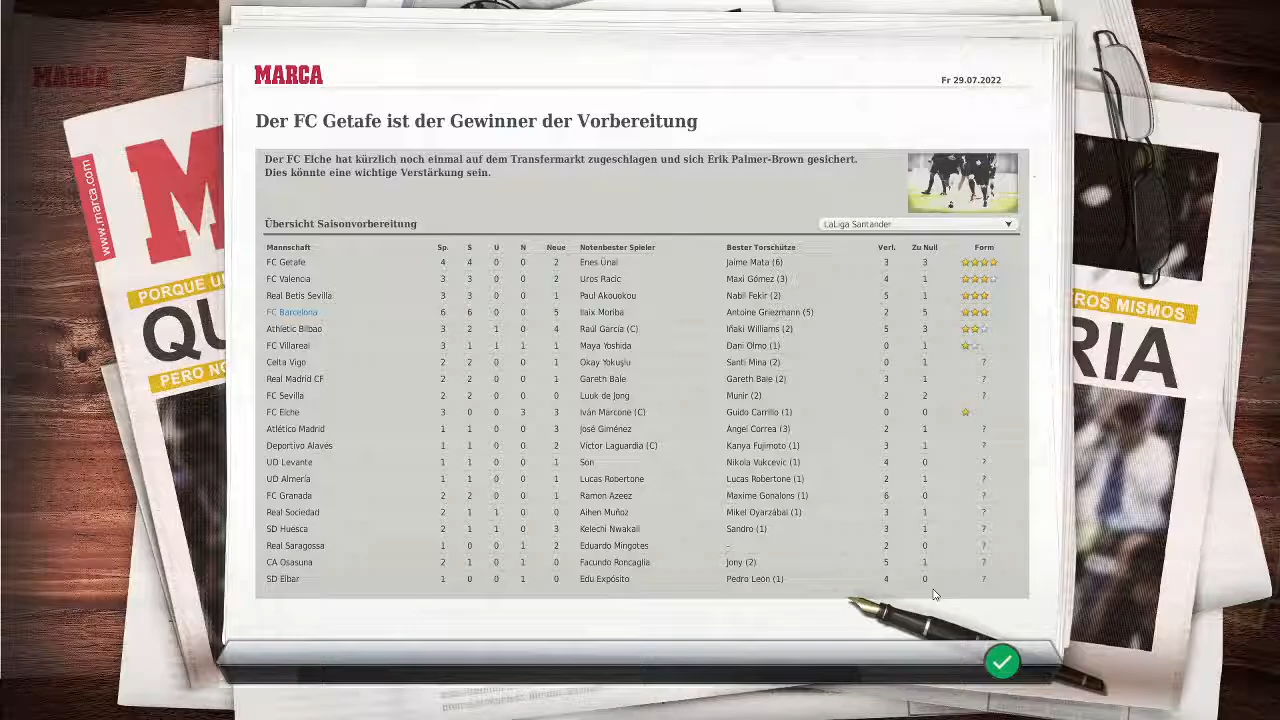 MARCA
Fr 29.07.2022
MARCA
Der FC Getafe ist der Gewinner der Vorbereitung
Der FC Elche hat kürzlich noch einmal auf dem Transfermarkt zugeschlagen und sich Erik Palmer-Brown gesichert.
Dies könnte eine wichtige Verstärkung sein.
Übersicht Saisonvorbereitung
LaLiga Santander
Mannschaft Sp. S U N Neue Notenbester Spieler Bester Torschütze Verl. Zu Null Form
FC Getafe 4 4 0 0 2 Enes Ünal Jaime Mata (6) 3 3
FC Valencia 3 3 0 0 2 Uros Racic Maxi Gómez (3) 4 1
Real Betis Sevilla 3 3 0 0 1 Paul Akouokou Nabil Fekir (2) 5 1
FC Barcelona 6 6 0 0 5 Ilaix Moriba Antoine Griezmann (5) 2 5
Athletic Bilbao 3 2 1 0 4 Raúl García (C) Iñaki Williams (2) 5 3
FC Villareal 3 1 1 1 1 Maya Yoshida Dani Olmo (1) 0 1
Celta Vigo 2 2 0 0 1 Okay Yokuşlu Santi Mina (2) 0 1 ?
Real Madrid CF 2 2 0 0 1 Gareth Bale Gareth Bale (2) 3 1 ?
FC Sevilla 2 2 0 0 0 Luuk de Jong Munir (2) 2 2 ?
FC Elche 3 0 0 3 3 Iván Marcone (C) Guido Carrillo (1) 0 0
Atlético Madrid 1 1 0 0 3 José Giménez Ángel Correa (3) 2 1 ?
Deportivo Alavés 1 1 0 0 2 Víctor Laguardia (C) Kanya Fujimoto (1) 3 1 ?
UD Levante 1 1 0 0 1 Son Nikola Vukcevic (1) 4 0 ?
UD Almería 1 1 0 0 1 Lucas Robertone Lucas Robertone (1) 2 1 ?
FC Granada 2 2 0 0 1 Ramon Azeez Maxime Gonalons (1) 6 0 ?
Real Sociedad 2 1 1 0 0 Aihen Muñoz Mikel Oyarzabal (1) 3 1 ?
SD Huesca 2 1 1 0 3 Kelechi Nwakali Sandro (1) 3 1 ?
Real Saragossa 1 0 0 1 2 Eduardo Mingotes - 2 0 ?
CA Osasuna 2 1 0 1 0 Facundo Roncaglia Jony (2) 5 1 ?
SD Eibar 1 0 0 1 0 Edu Expósito Pedro León (1) 4 0 ?
www.marca.com
M
PORQUE
QU
PERO
ROS MISMOS
RIA